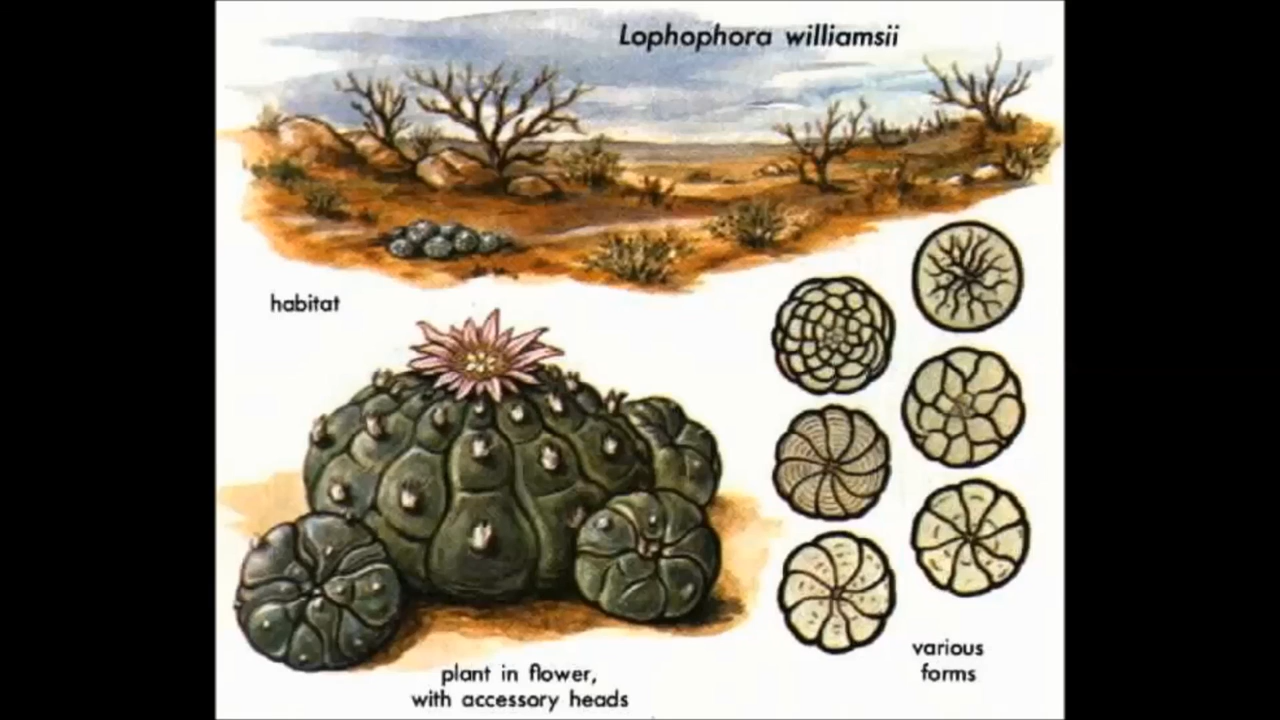 Lophophora williamsii
habitat
plant in flower,
with accessory heads
various
forms